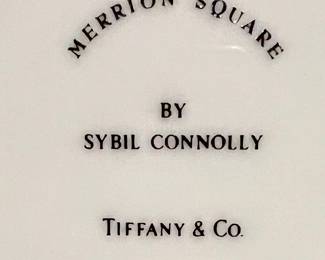 MERRION SQUARE
BY
SYBIL CONNOLLY
TIFFANY & CO.